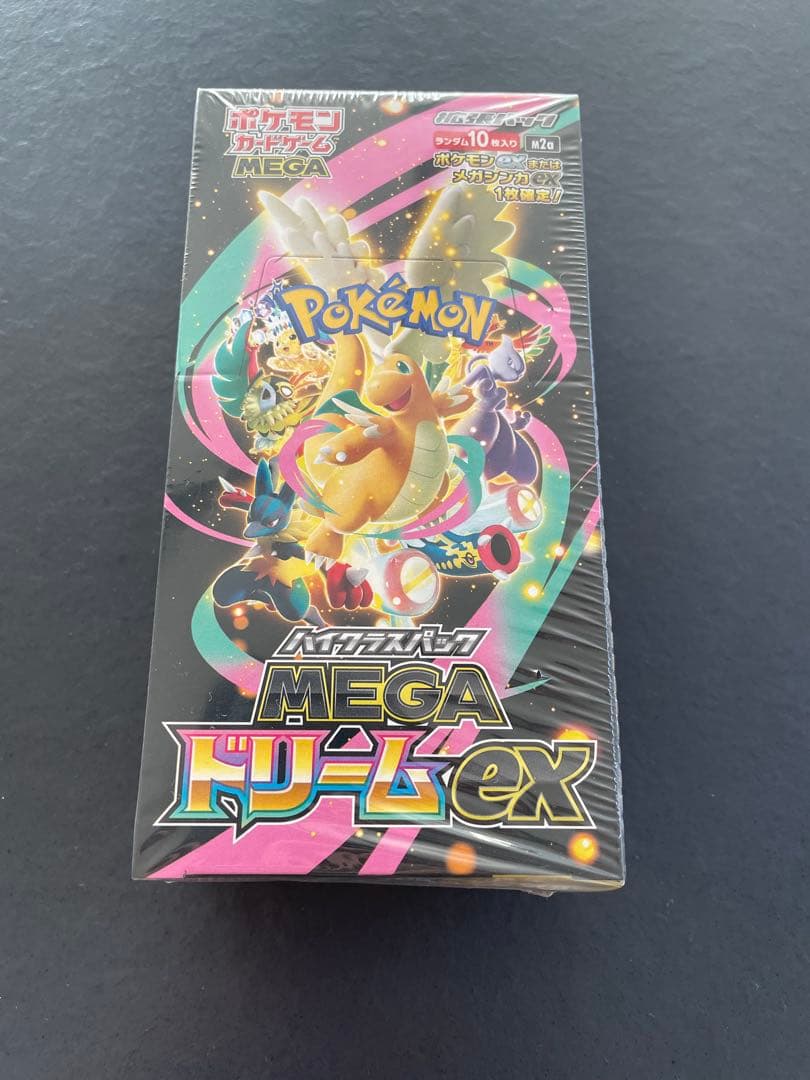 ポケモン
カードゲーム
MEGA
拡張パック
ランダム10枚入り
M2a
ポケモンexまたは
メガシンカex
1枚確定!
POKéMON
ハイクラスパック
MEGA
ドリームex